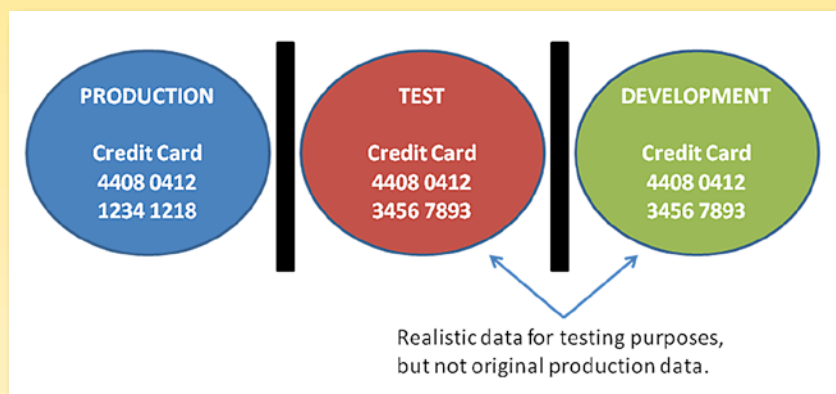 PRODUCTION
Credit Card
4408 0412
1234 1218
TEST
Credit Card
4408 0412
3456 7893
DEVELOPMENT
Credit Card
4408 0412
3456 7893
Realistic data for testing purposes,
but not original production data.